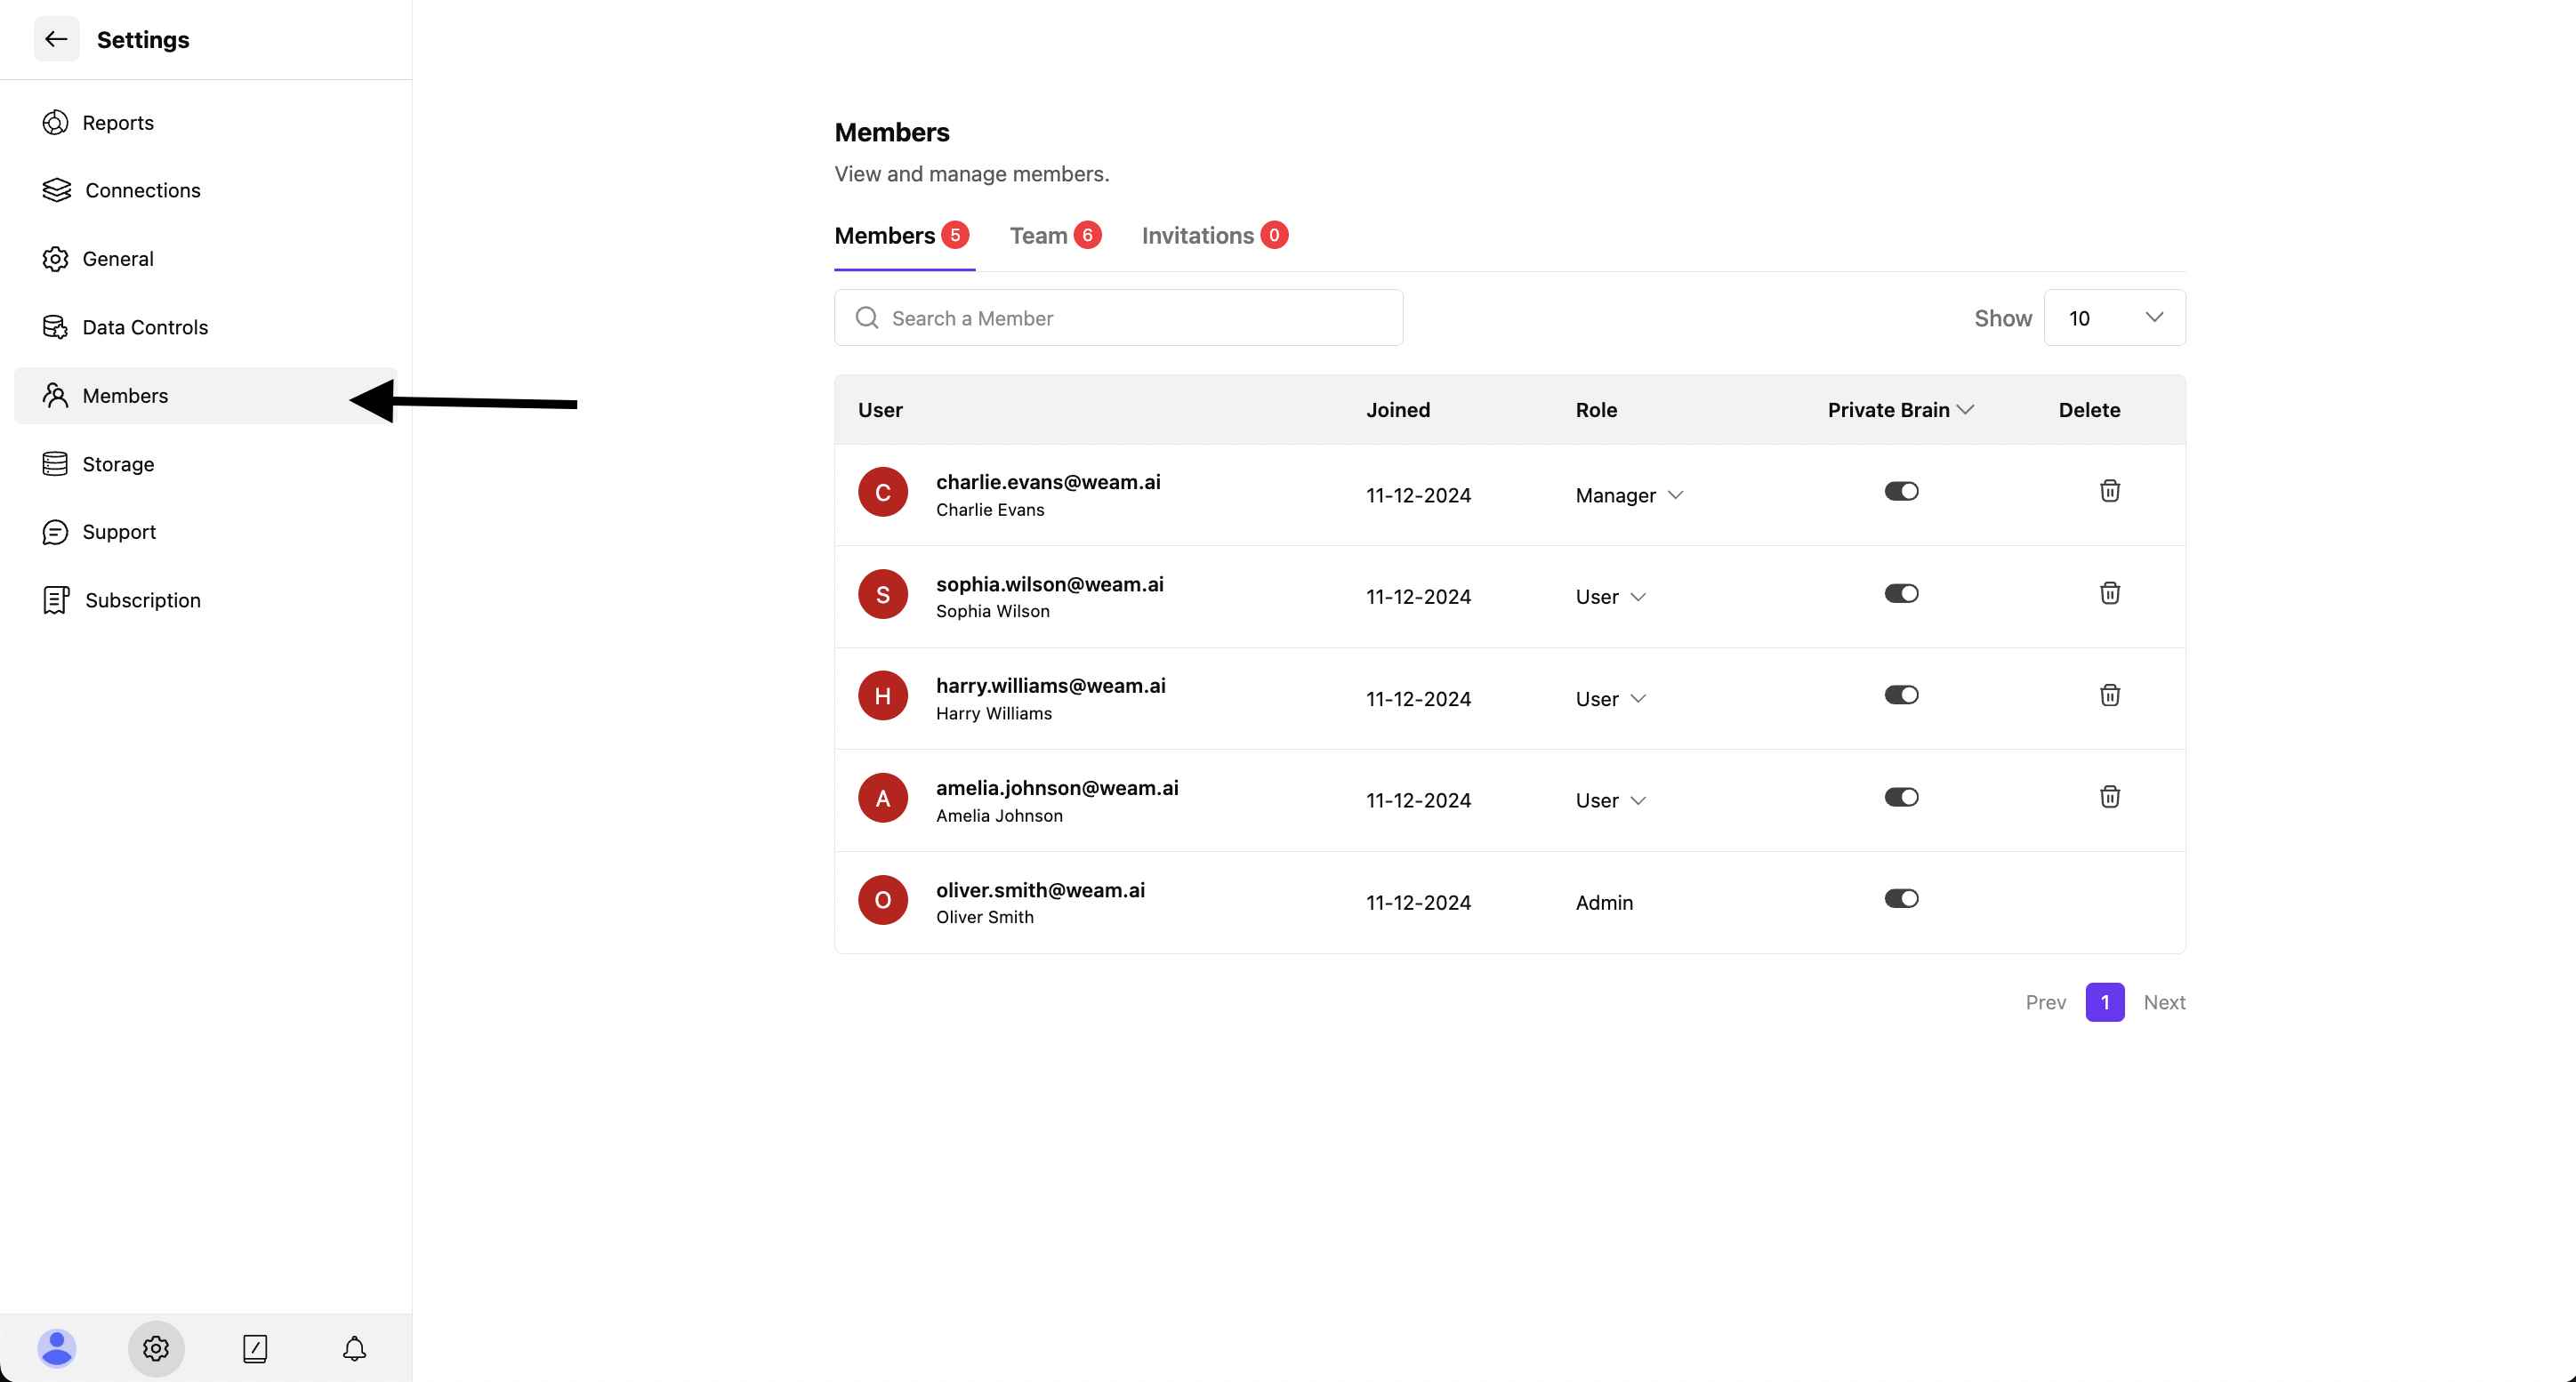 Settings
Reports
Connections
General
Data Controls
Members
Storage
Support
Subscription
Members
View and manage members.
Members 5 Team 6 Invitations 0
Search a Member Show 10
User Joined Role Private Brain Delete
C charlie.evans@weam.ai 11-12-2024 Manager
Charlie Evans
S sophia.wilson@weam.ai 11-12-2024 User
Sophia Wilson
H harry.williams@weam.ai 11-12-2024 User
Harry Williams
A amelia.johnson@weam.ai 11-12-2024 User
Amelia Johnson
O oliver.smith@weam.ai 11-12-2024 Admin
Oliver Smith
Prev 1 Next